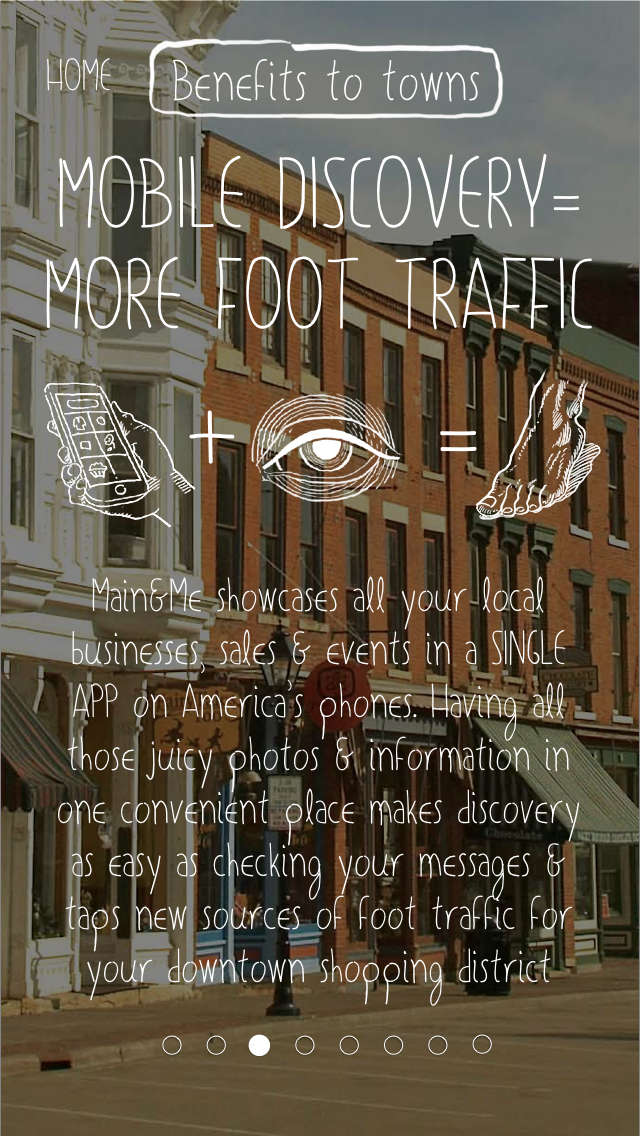 HOME
Benefits to towns
MOBILE DISCOVERY=
MORE FOOT TRAFFIC
+ =
Main&Me showcases all your local
businesses, sales & events in a SINGLE
APP on America's phones. Having all
those juicy photos & information in
one convenient place makes discovery
as easy as checking your messages &
taps new sources of foot traffic for
your downtown shopping district
Chocolate